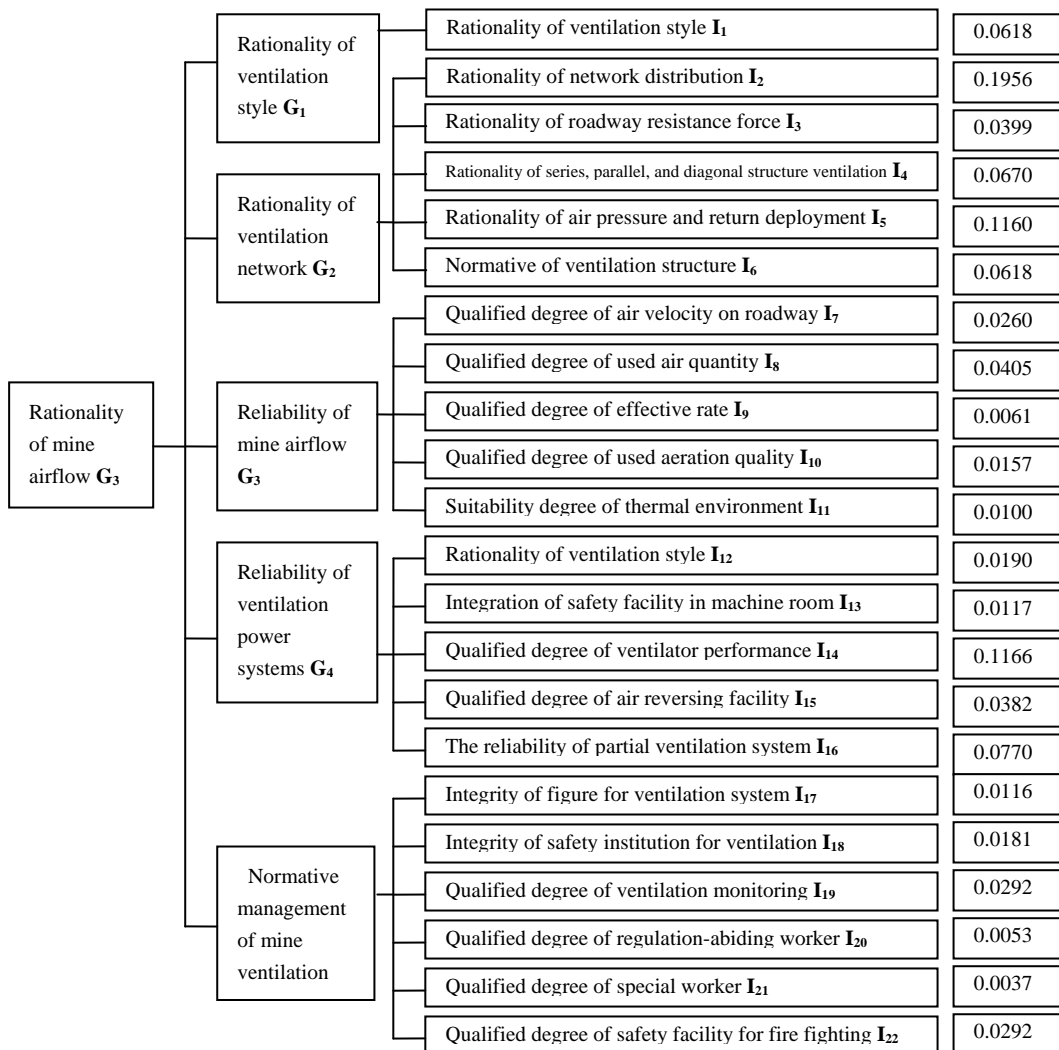 Rationality of mine airflow G₃
Rationality of ventilation style G₁
Rationality of ventilation network G₂
Reliability of mine airflow G₃
Reliability of ventilation power systems G₄
Normative management of mine ventilation
Rationality of ventilation style I₁ 0.0618
Rationality of network distribution I₂ 0.1956
Rationality of roadway resistance force I₃ 0.0399
Rationality of series, parallel, and diagonal structure ventilation I₄ 0.0670
Rationality of air pressure and return deployment I₅ 0.1160
Normative of ventilation structure I₆ 0.0618
Qualified degree of air velocity on roadway I₇ 0.0260
Qualified degree of used air quantity I₈ 0.0405
Qualified degree of effective rate I₉ 0.0061
Qualified degree of used aeration quality I₁₀ 0.0157
Suitability degree of thermal environment I₁₁ 0.0100
Rationality of ventilation style I₁₂ 0.0190
Integration of safety facility in machine room I₁₃ 0.0117
Qualified degree of ventilator performance I₁₄ 0.1166
Qualified degree of air reversing facility I₁₅ 0.0382
The reliability of partial ventilation system I₁₆ 0.0770
Integrity of figure for ventilation system I₁₇ 0.0116
Integrity of safety institution for ventilation I₁₈ 0.0181
Qualified degree of ventilation monitoring I₁₉ 0.0292
Qualified degree of regulation-abiding worker I₂₀ 0.0053
Qualified degree of special worker I₂₁ 0.0037
Qualified degree of safety facility for fire fighting I₂₂ 0.0292